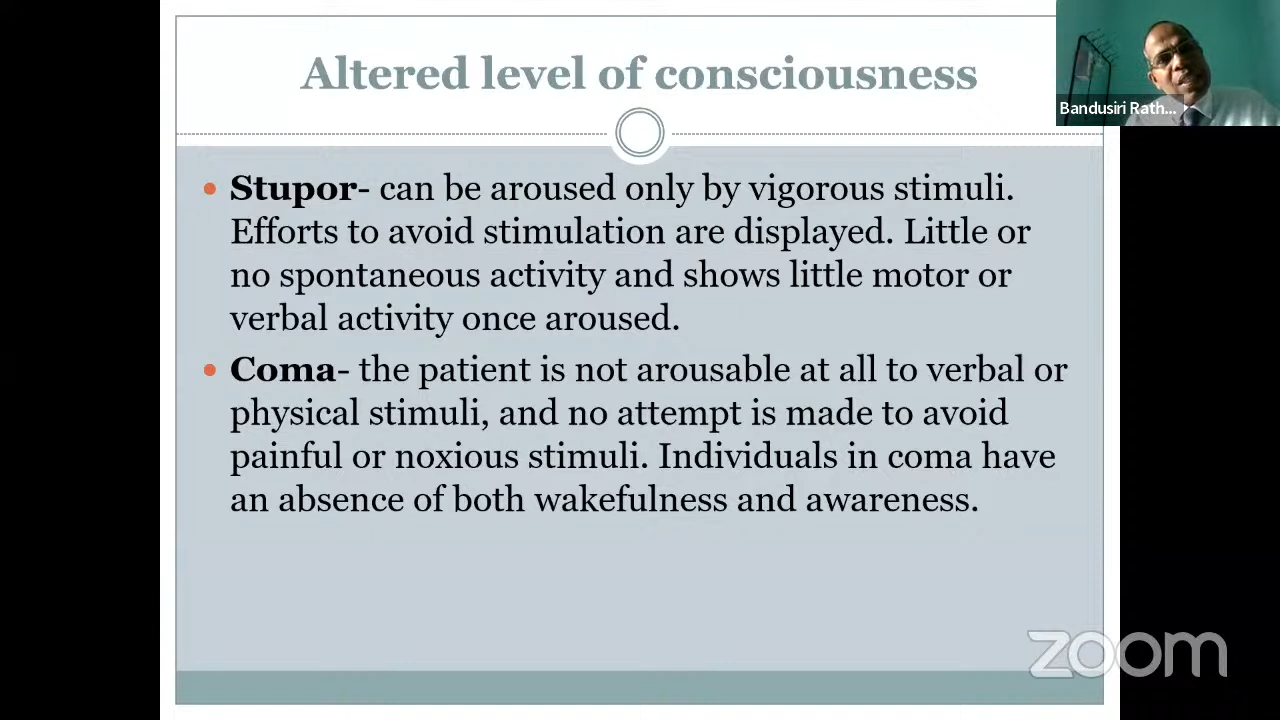 Altered level of consciousness
Bandusiri Rath...
• Stupor- can be aroused only by vigorous stimuli.
Efforts to avoid stimulation are displayed. Little or
no spontaneous activity and shows little motor or
verbal activity once aroused.
• Coma- the patient is not arousable at all to verbal or
physical stimuli, and no attempt is made to avoid
painful or noxious stimuli. Individuals in coma have
an absence of both wakefulness and awareness.
zoom